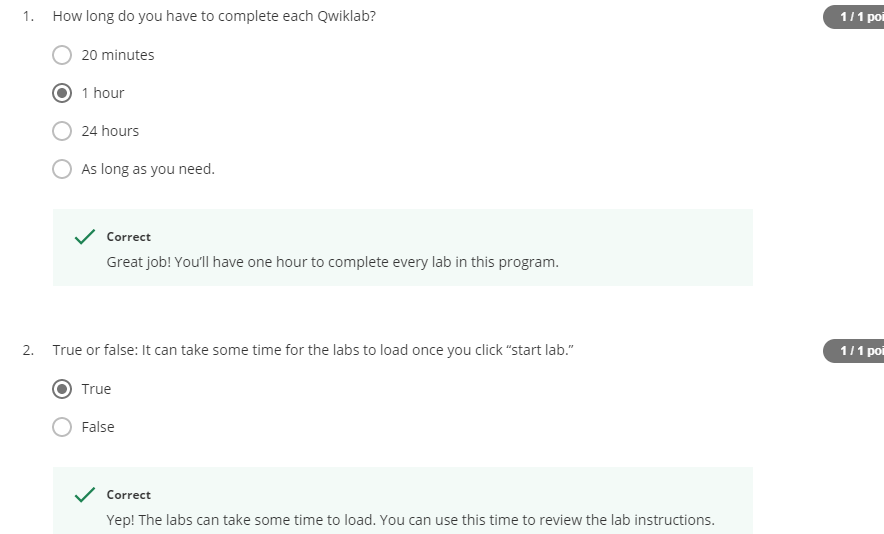 1. How long do you have to complete each Qwiklab?
1 / 1 poi
20 minutes
1 hour
24 hours
As long as you need.
Correct
Great job! You'll have one hour to complete every lab in this program.
2. True or false: It can take some time for the labs to load once you click “start lab.”
1 / 1 poi
True
False
Correct
Yep! The labs can take some time to load. You can use this time to review the lab instructions.